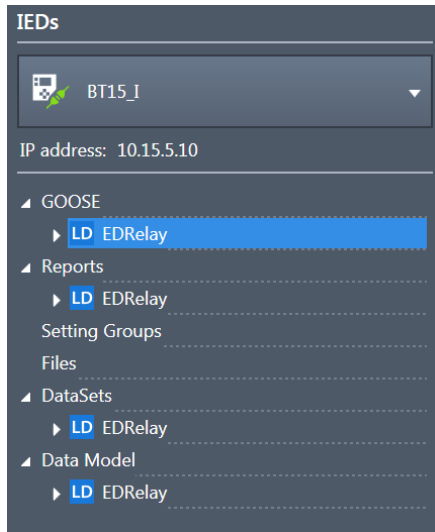 IEDs
BT15_I
IP address: 10.15.5.10
GOOSE
LD EDRelay
Reports
LD EDRelay
Setting Groups
Files
DataSets
LD EDRelay
Data Model
LD EDRelay